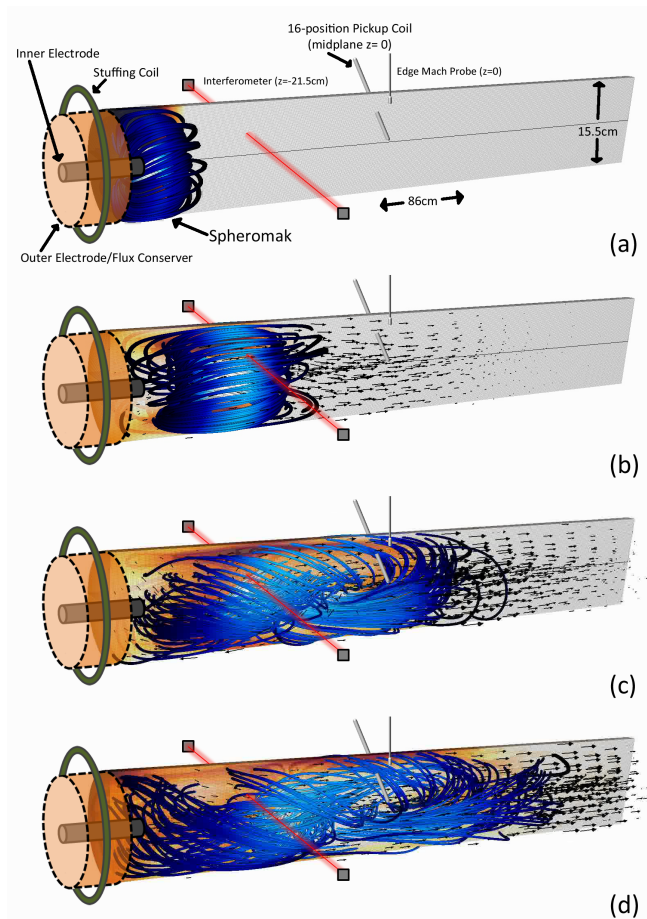 16-position Pickup Coil
(midplane z= 0)
Inner Electrode
Stuffing Coil
Interferometer (z=-21.5cm)
Edge Mach Probe (z=0)
15.5cm
86cm
Spheromak
Outer Electrode/Flux Conserver
(a)
(b)
(c)
(d)